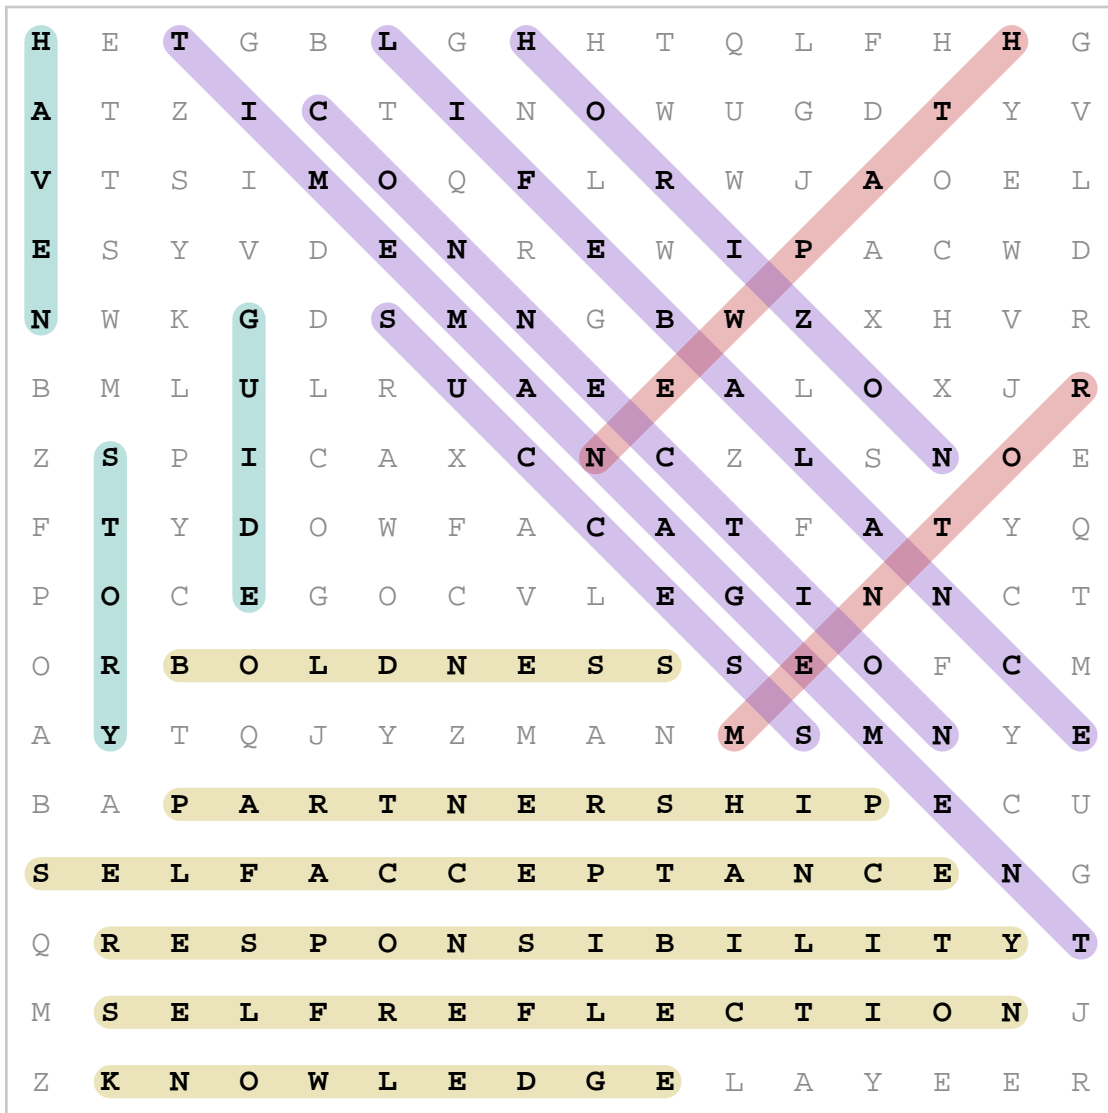 H E T G B L G H H T Q L F H H G
A T Z I C T I N O W U G D T Y V
V T S I M O Q F L R W J A O E L
E S Y V D E N R E W I P A C W D
N W K G D S M N G B W Z X H V R
B M L U L R U A E E A L O X J R
Z S P I C A X C N C Z L S N O E
F T Y D O W F A C A T F A T Y Q
P O C E G O C V L E G I N N C T
O R B O L D N E S S S E O F C M
A Y T Q J Y Z M A N M S M N Y E
B A P A R T N E R S H I P E C U
S E L F A C C E P T A N C E N G
Q R E S P O N S I B I L I T Y T
M S E L F R E F L E C T I O N J
Z K N O W L E D G E L A Y E E R